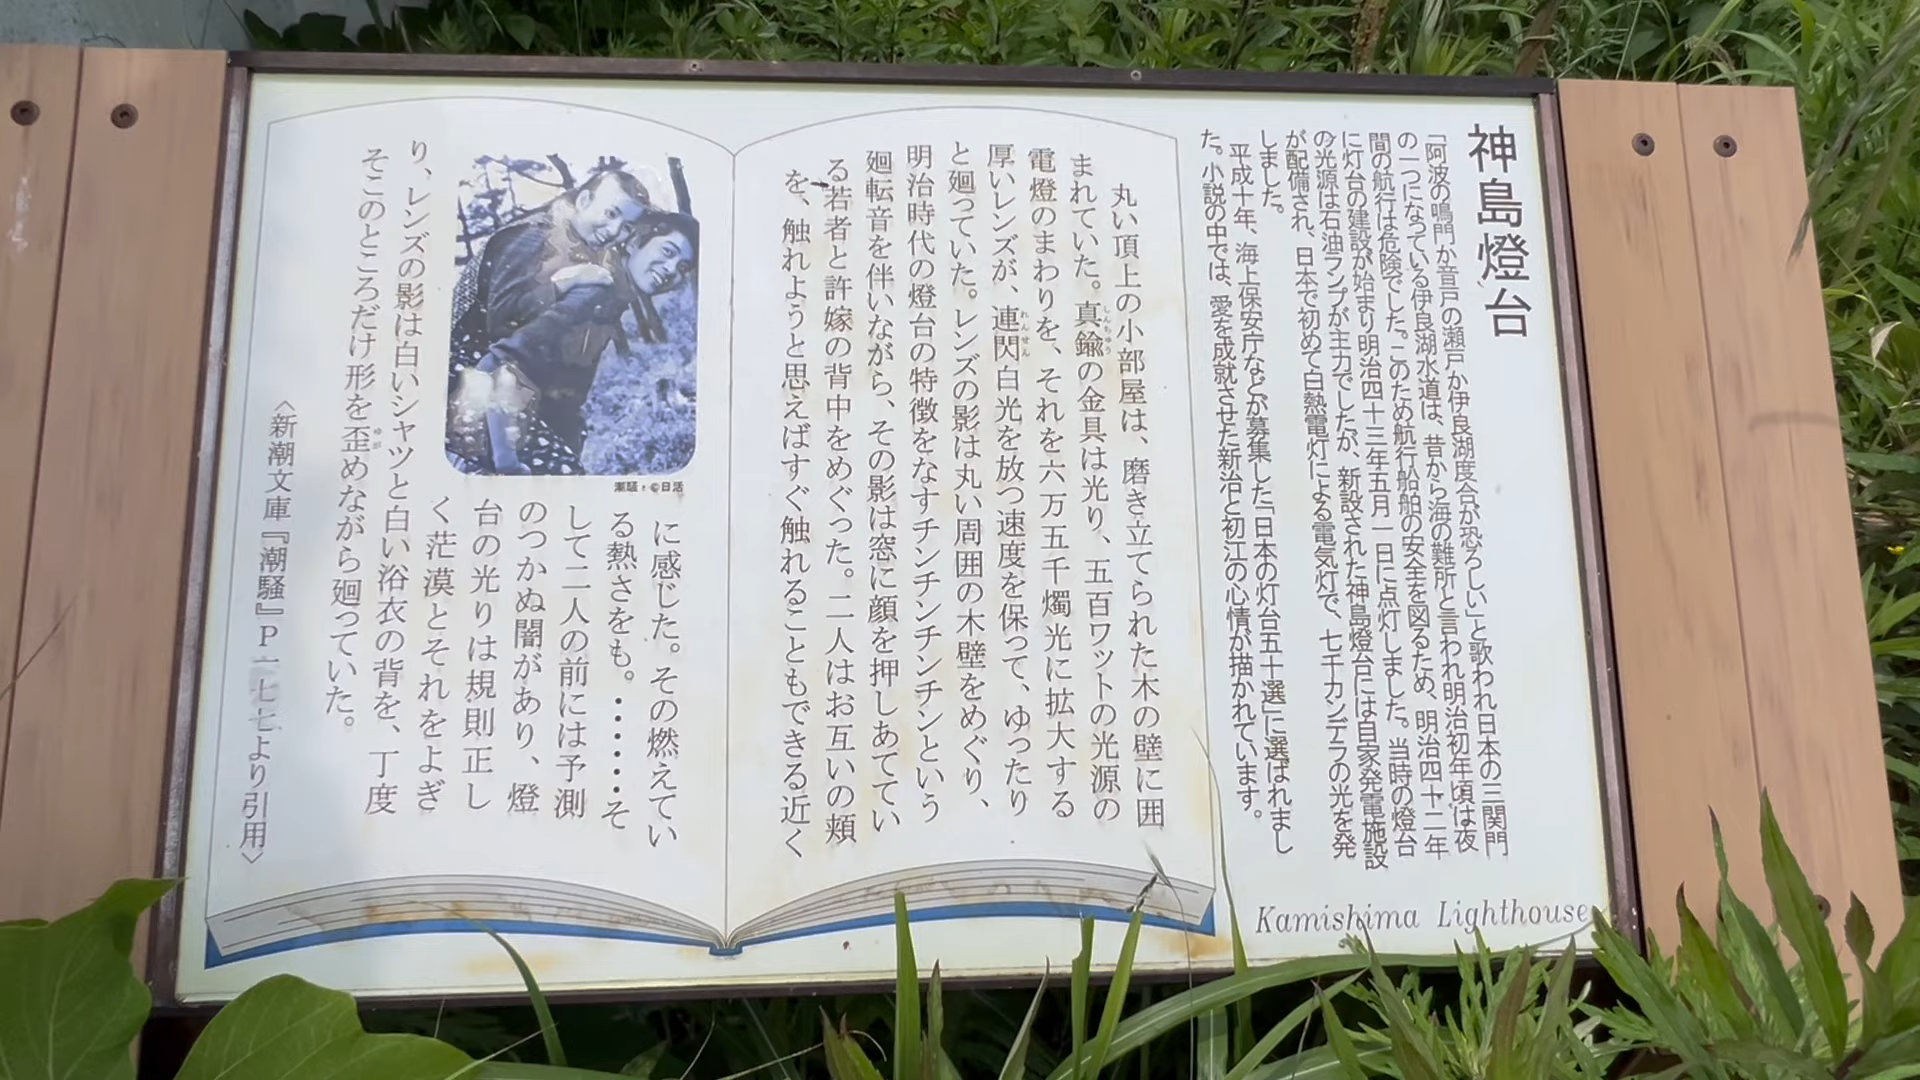 神島燈台
「阿波の鳴門か音戸の瀬戸か伊良湖度合が恐ろしい」と歌われ日本の三関門
の一つになっている伊良湖水道は、昔から海の難所と言われ明治初年頃は夜
間の航行は危険でした。このため航行船舶の安全を図るため、明治四十二年
に灯台の建設が始まり明治四十三年五月一日に点灯しました。当時の燈台
の光源は石油ランプが主力でしたが、新設された神島燈台には自家発電施設
が配備され、日本で初めて白熱電灯による電気灯で、七千カンデラの光を発
しました。
平成十年、海上保安庁などが募集した「日本の灯台五十選」に選ばれまし
た。小説の中では、愛を成就させた新治と初江の心情が描かれています。
Kamishima Lighthouse
丸い頂上の小部屋は、磨き立てられた木の壁に囲
まれていた。真鍮の金具は光り、五百ワットの光源の
しんちゅう
電燈のまわりを、それを六万五千燭光に拡大する
厚いレンズが、連閃白光を放つ速度を保って、ゆったり
れんせん
と廻っていた。レンズの影は丸い周囲の木壁をめぐり、
明治時代の燈台の特徴をなすチンチンチンチンという
廻転音を伴いながら、その影は窓に顔を押しあててい
る若者と許嫁の背中をめぐった。二人はお互いの頬
を、触れようと思えばすぐ触れることもできる近く
に感じた。その燃えてい
る熱さをも。・・・・・・そ
して二人の前には予測
のつかぬ闇があり、燈
台の光りは規則正し
く茫漠とそれをよぎ
り、レンズの影は白いシャツと白い浴衣の背を、丁度
そこのところだけ形を歪めながら廻っていた。
ゆが
〈新潮文庫『潮騒』P一七七より引用〉
潮騒:©日活